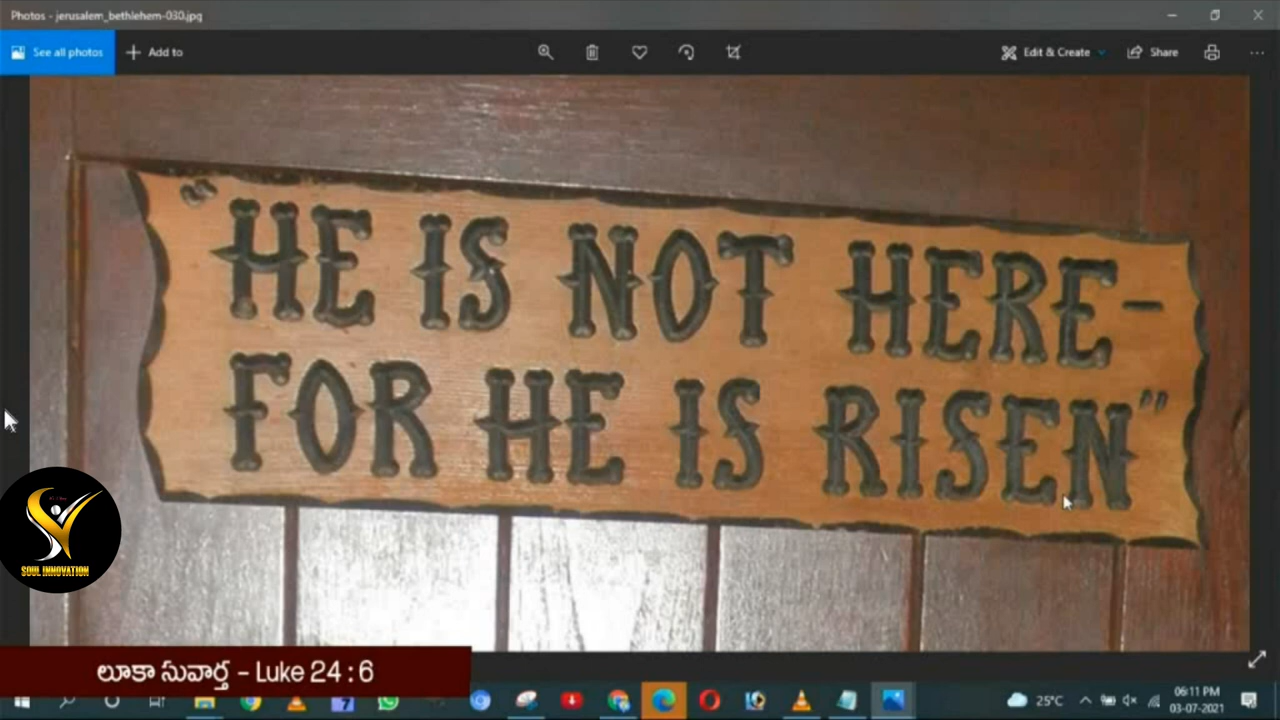 Photos - jerusalem_bethlehem-030.jpg
See all photos
Add to
Edit & Create
Share
"HE IS NOT HERE-
FOR HE IS RISEN"
SOUL INNOVATION
లూకా సువార్త - Luke 24 : 6
25°C
06:11 PM
03-07-2021